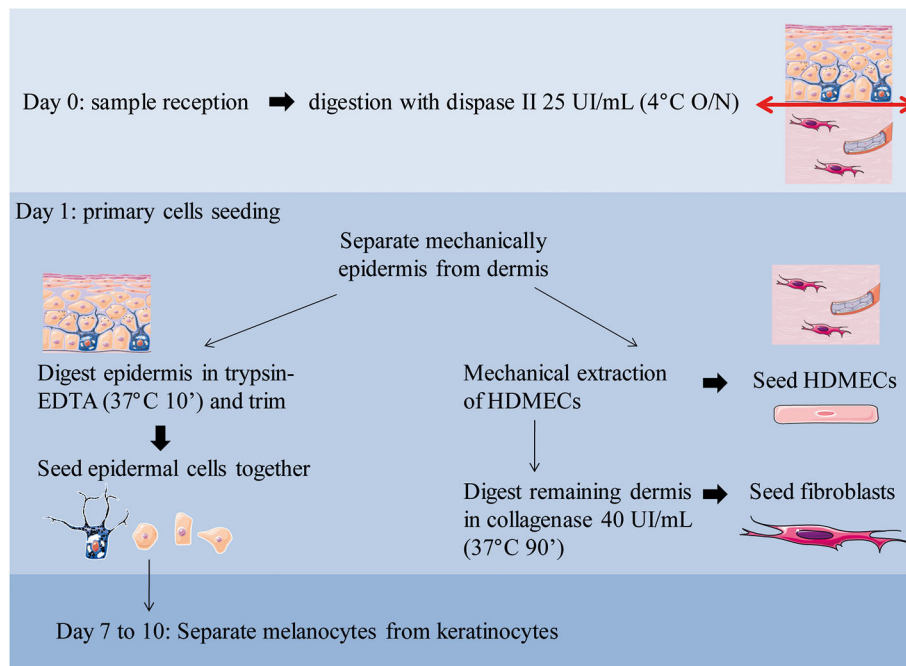 Day 0: sample reception ➡ digestion with dispase II 25 UI/mL (4°C O/N)
Day 1: primary cells seeding
Separate mechanically
epidermis from dermis
Digest epidermis in trypsin-
EDTA (37°C 10’) and trim
Seed epidermal cells together
Mechanical extraction
of HDMECs
Seed HDMECs
Digest remaining dermis
in collagenase 40 UI/mL
(37°C 90’)
Seed fibroblasts
Day 7 to 10: Separate melanocytes from keratinocytes